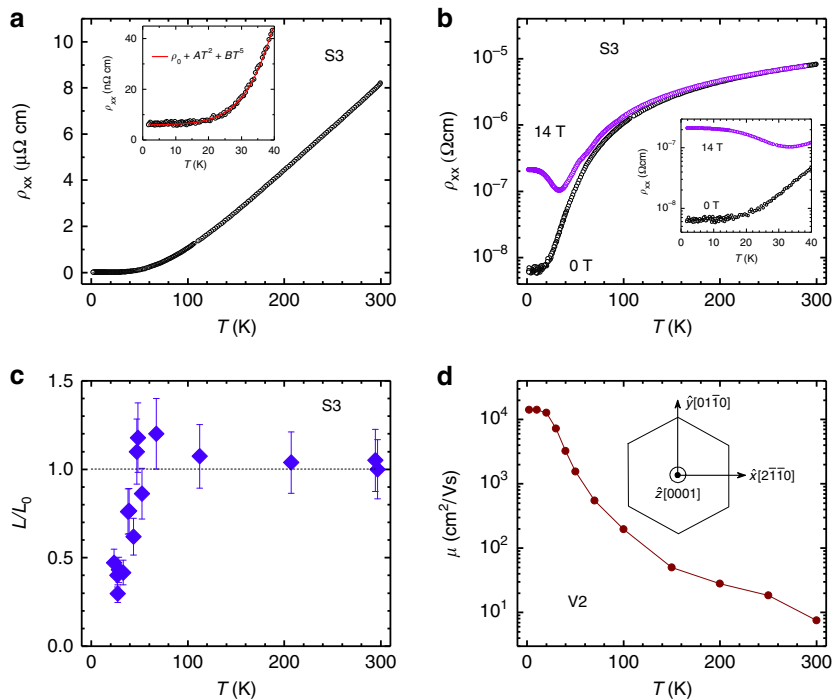 a
S3
ρxx (μΩ cm)
10
8
6
4
2
0
0
100
200
300
T (K)
ρxx (nΩ cm)
40
20
0
0
10
20
30
40
T (K)
ρ0 + AT² + BT⁵
b
S3
ρxx (Ωcm)
10⁻⁵
10⁻⁶
10⁻⁷
10⁻⁸
14 T
0 T
0
100
200
300
T (K)
ρxx (Ωcm)
10⁻⁷
10⁻⁸
14 T
0 T
0
10
20
30
40
T (K)
c
S3
L/L0
1.5
1.0
0.5
0.0
0
100
200
300
T (K)
d
μ (cm²/Vs)
10⁴
10³
10²
10¹
ŷ[011̄0]
x̂[21̄1̄0]
ẑ[0001]
V2
0
100
200
300
T (K)